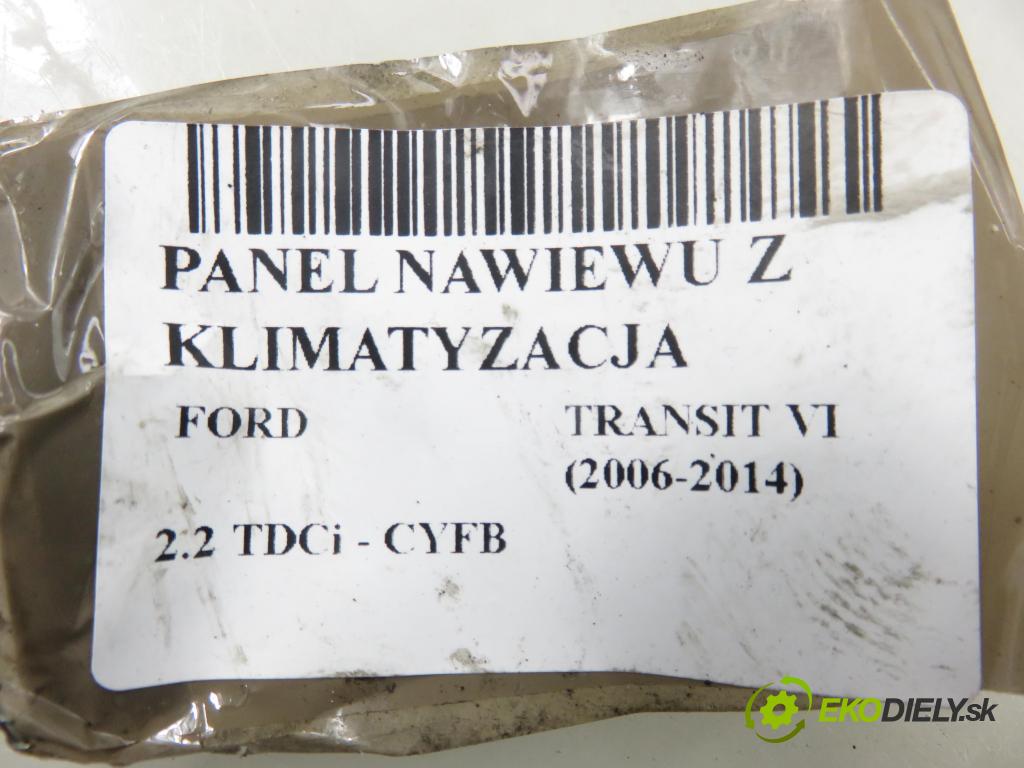 PANEL NAWIEWU Z
KLIMATYZACJA
FORD TRANSIT VI
(2006-2014)
2.2 TDCi - CYFB
EKODIELY.sk